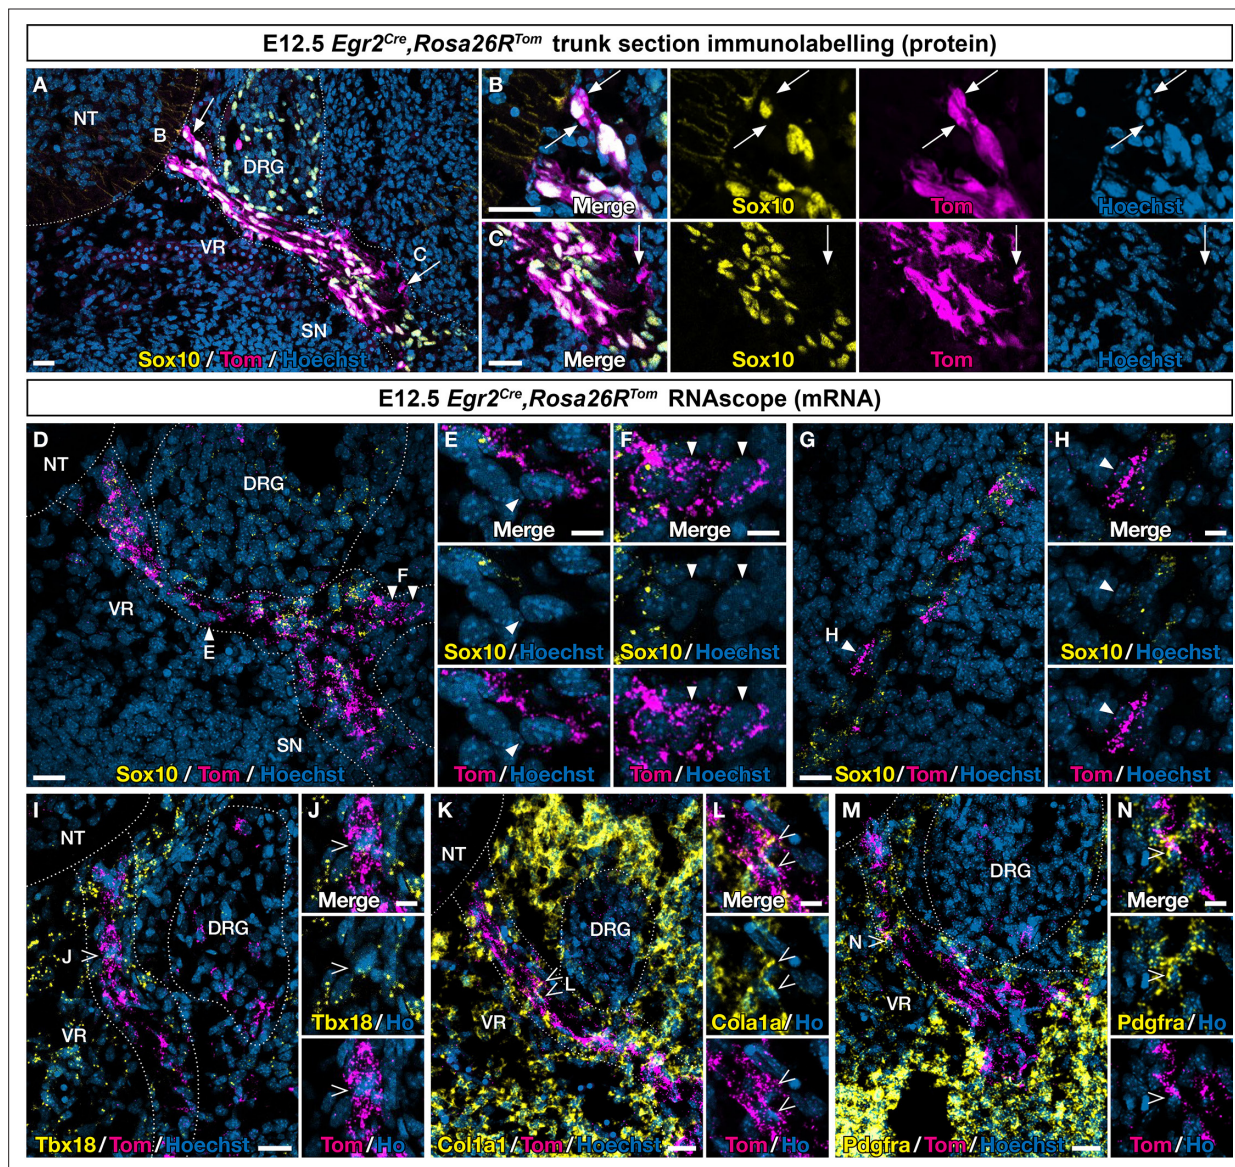 E12.5 Egr2Cre,Rosa26RTom trunk section immunolabelling (protein)
A
NT
B
DRG
VR
C
SN
Sox10 / Tom / Hoechst
B
Merge
Sox10
Tom
Hoechst
C
Merge
Sox10
Tom
Hoechst
E12.5 Egr2Cre,Rosa26RTom RNAscope (mRNA)
D
NT
DRG
F
VR
E
SN
Sox10 / Tom / Hoechst
E
Merge
Sox10/Hoechst
Tom/Hoechst
F
Merge
Sox10/Hoechst
Tom/Hoechst
G
H
Sox10/Tom/Hoechst
H
Merge
Sox10/Hoechst
Tom/Hoechst
I
NT
DRG
J
VR
Tbx18/Tom/Hoechst
J
Merge
Tbx18/Ho
Tom/Ho
K
NT
DRG
L
VR
Col1a1/Tom/Hoechst
L
Merge
Cola1a/Ho
Tom/Ho
M
NT
DRG
N
VR
Pdgfra/Tom/Hoechst
N
Merge
Pdgfra/Ho
Tom/Ho